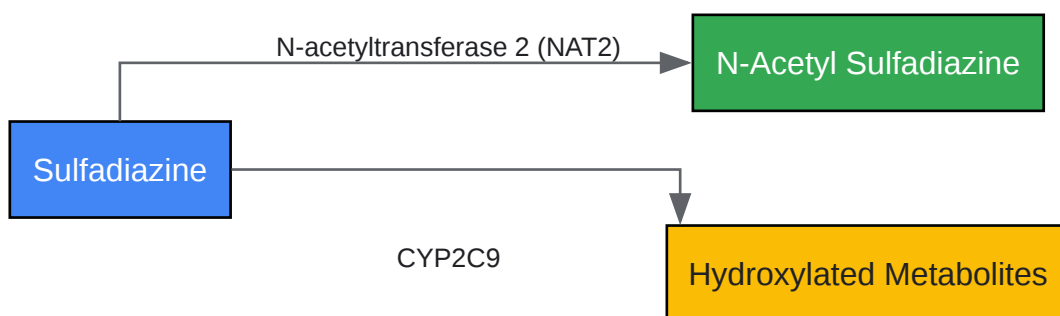 N-acetyltransferase 2 (NAT2)
N-Acetyl Sulfadiazine
Sulfadiazine
CYP2C9
Hydroxylated Metabolites